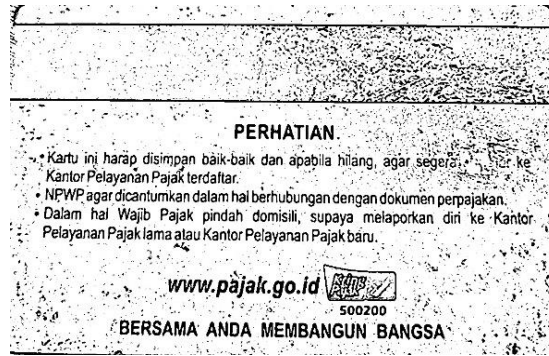 PERHATIAN.
• Kartu ini harap disimpan baik-baik dan apabila hilang, agar segera ke
Kantor Pelayanan Pajak terdaftar.
• NPWP agar dicantumkan dalam hal berhubungan dengan dokumen perpajakan.
• Dalam hal Wajib Pajak pindah domisili, supaya melaporkan diri ke Kantor
Pelayanan Pajak lama atau Kantor Pelayanan Pajak baru.
www.pajak.go.id
500200
BERSAMA ANDA MEMBANGUN BANGSA